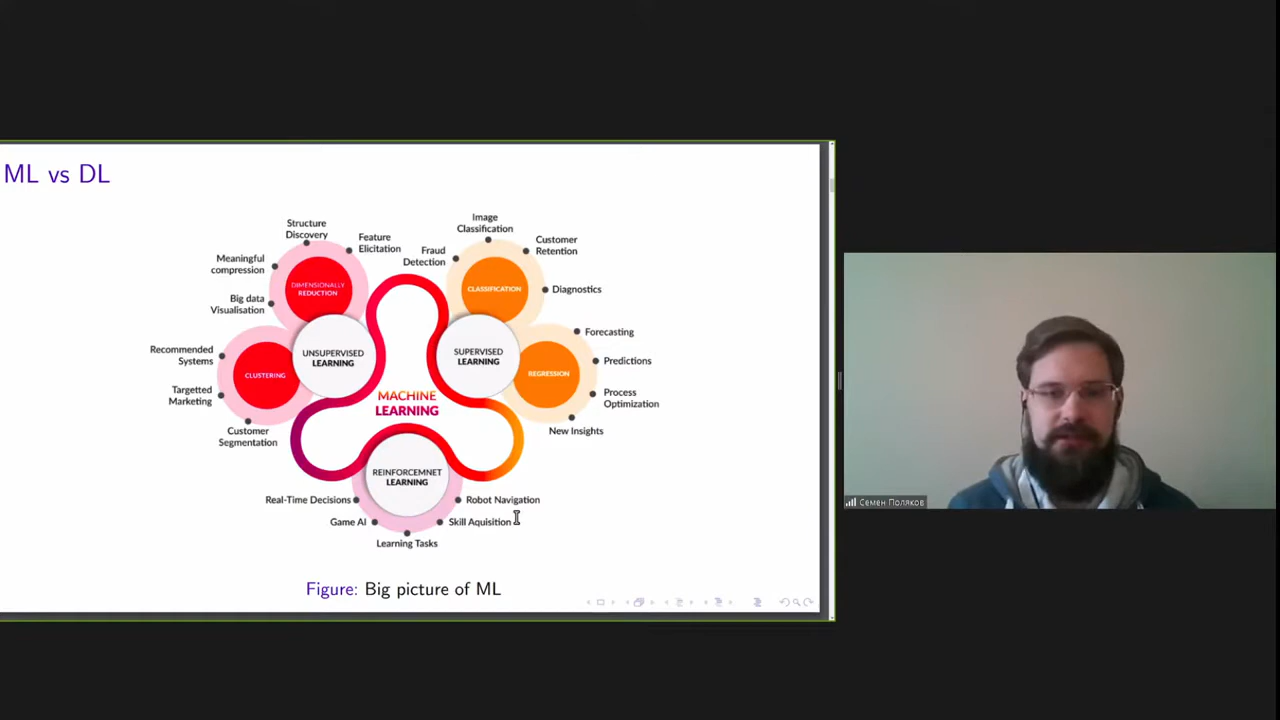 ML vs DL
Structure
Discovery
Feature
Elicitation
Meaningful
compression
Big data
Visualisation
DIMENSIONALLY
REDUCTION
Recommended
Systems
Targetted
Marketing
Customer
Segmentation
CLUSTERING
UNSUPERVISED
LEARNING
Image
Classification
Fraud
Detection
Customer
Retention
Diagnostics
CLASSIFICATION
SUPERVISED
LEARNING
Forecasting
Predictions
Process
Optimization
New Insights
REGRESSION
MACHINE
LEARNING
REINFORCEMNET
LEARNING
Real-Time Decisions
Game AI
Learning Tasks
Skill Aquisition
Robot Navigation
Figure: Big picture of ML
Семен Поляков